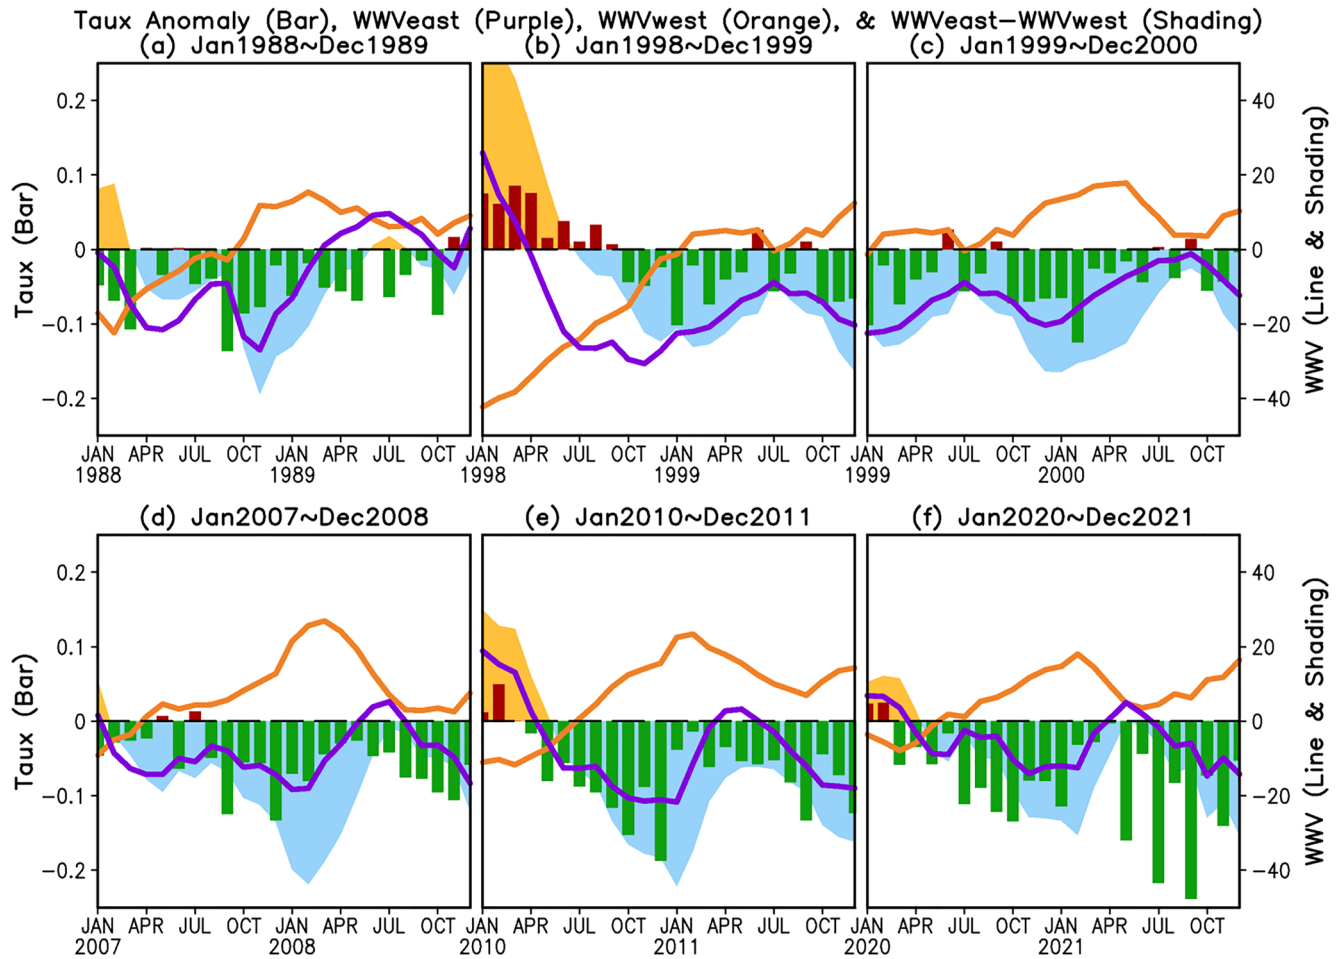 Taux Anomaly (Bar), WWVeast (Purple), WWVwest (Orange), & WWVeast−WWVwest (Shading)
(a) Jan1988~Dec1989
(b) Jan1998~Dec1999
(c) Jan1999~Dec2000
Taux (Bar)
0.2
0.1
0
−0.1
−0.2
40
20
0
−20
−40
WWV (Line & Shading)
JAN APR JUL OCT JAN APR JUL OCT JAN APR JUL OCT JAN APR JUL OCT JAN APR JUL OCT JAN APR JUL OCT
1988 1989 1998 1999 1999 2000
(d) Jan2007~Dec2008
(e) Jan2010~Dec2011
(f) Jan2020~Dec2021
Taux (Bar)
0.2
0.1
0
−0.1
−0.2
40
20
0
−20
−40
WWV (Line & Shading)
JAN APR JUL OCT JAN APR JUL OCT JAN APR JUL OCT JAN APR JUL OCT JAN APR JUL OCT JAN APR JUL OCT
2007 2008 2010 2011 2020 2021